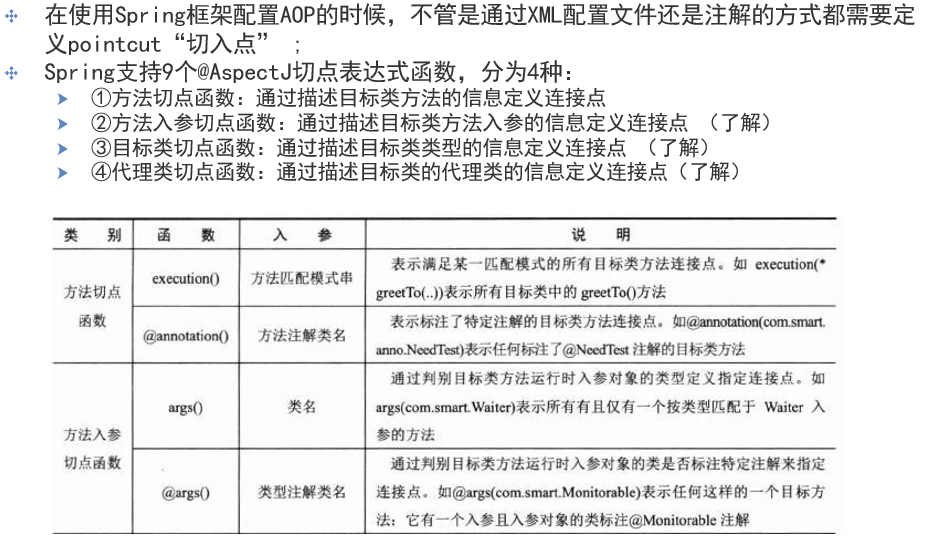 在使用Spring框架配置AOP的时候，不管是通过XML配置文件还是注解的方式都需要定
义pointcut“切入点” ；
Spring支持9个@AspectJ切点表达式函数，分为4种：
①方法切点函数：通过描述目标类方法的信息定义连接点
②方法入参切点函数：通过描述目标类方法入参的信息定义连接点 （了解）
③目标类切点函数：通过描述目标类类型的信息定义连接点 （了解）
④代理类切点函数：通过描述目标类的代理类的信息定义连接点（了解）
类 别 函 数 入 参 说 明
方法切点
函数
execution()
方法匹配模式串
表示满足某一匹配模式的所有目标类方法连接点。如 execution(*
greetTo(..))表示所有目标类中的 greetTo()方法
@annotation()
方法注解类名
表示标注了特定注解的目标类方法连接点。如@annotation(com.smart.
anno.NeedTest)表示任何标注了@NeedTest 注解的目标类方法
方法入参
切点函数
args()
类名
通过判别目标类方法运行时入参对象的类型定义指定连接点。如
args(com.smart.Waiter)表示所有有且仅有一个按类型匹配于 Waiter 入
参的方法
@args()
类型注解类名
通过判别目标类方法运行时入参对象的类是否标注特定注解来指定
连接点。如@args(com.smart.Monitorable)表示任何这样的一个目标方
法：它有一个入参且入参对象的类标注@Monitorable 注解